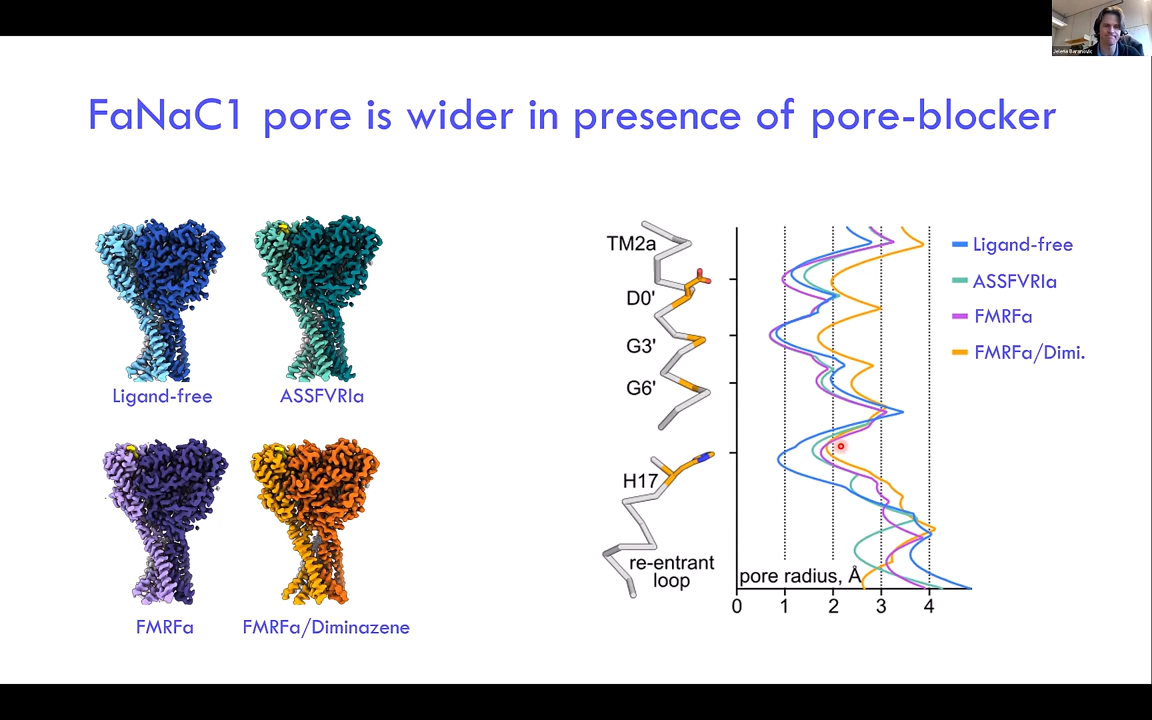 Jelena Baranovic
FaNaC1 pore is wider in presence of pore-blocker
Ligand-free
ASSFVRIa
FMRFa
FMRFa/Diminazene
TM2a
D0'
G3'
G6'
H17
re-entrant
loop
pore radius, Å
0 1 2 3 4
Ligand-free
ASSFVRIa
FMRFa
FMRFa/Dimi.